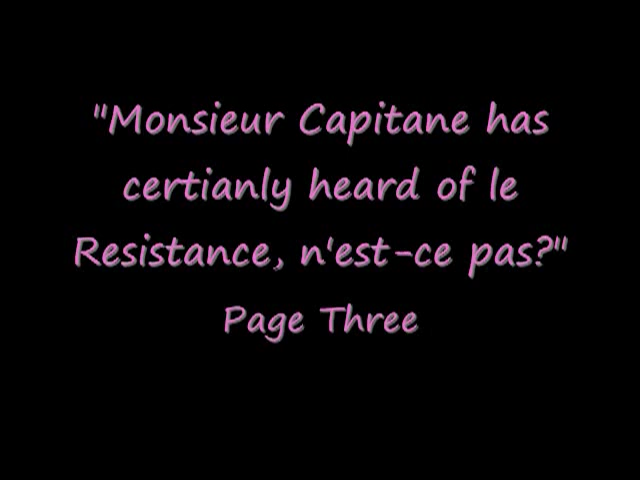 "Monsieur Capitane has
certianly heard of le
Resistance, n'est-ce pas?"
Page Three